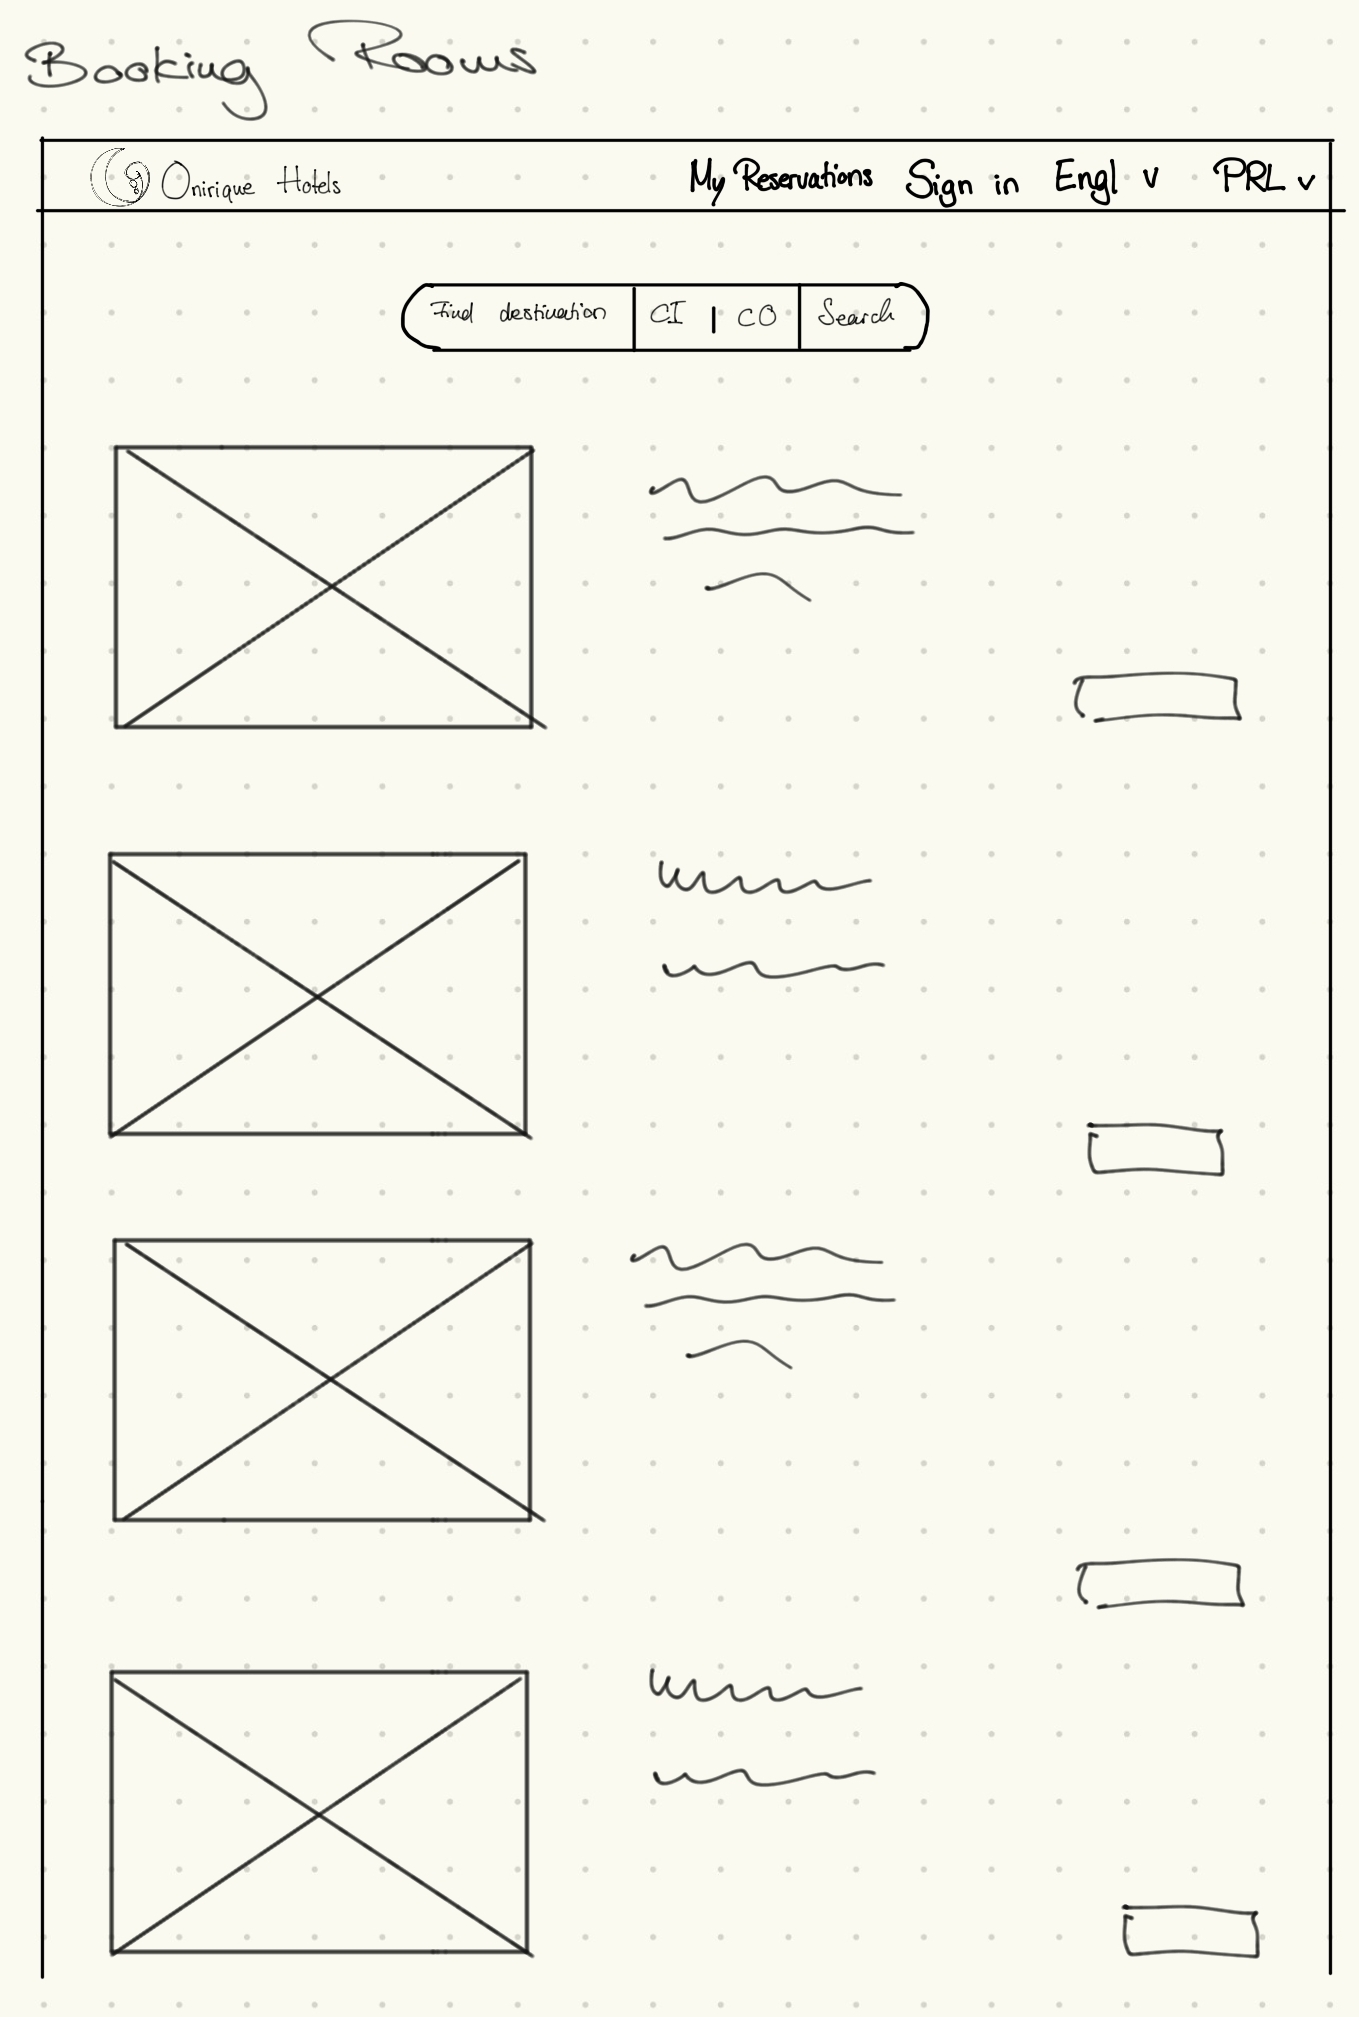 Booking Rooms
Onirique Hotels My Reservations Sign in Engl v PRL v
Find destination CI | CO Search